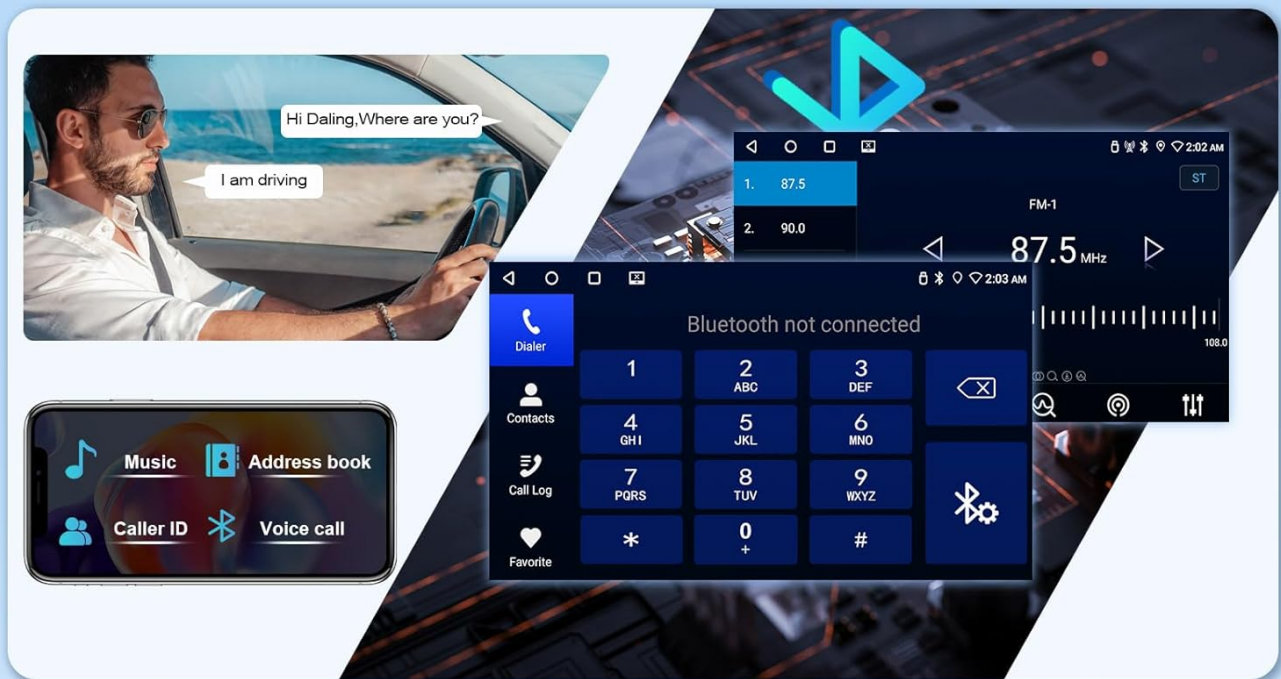 Hi Daling,Where are you?
I am driving
Music
Address book
Caller ID
Voice call
2:02 AM
1. 87.5
ST
FM-1
2. 90.0
87.5 MHz
108.0
2:03 AM
Dialer
Bluetooth not connected
1
2
ABC
3
DEF
Contacts
4
GHI
5
JKL
6
MNO
Call Log
7
PQRS
8
TUV
9
WXYZ
Favorite
*
0
+
#